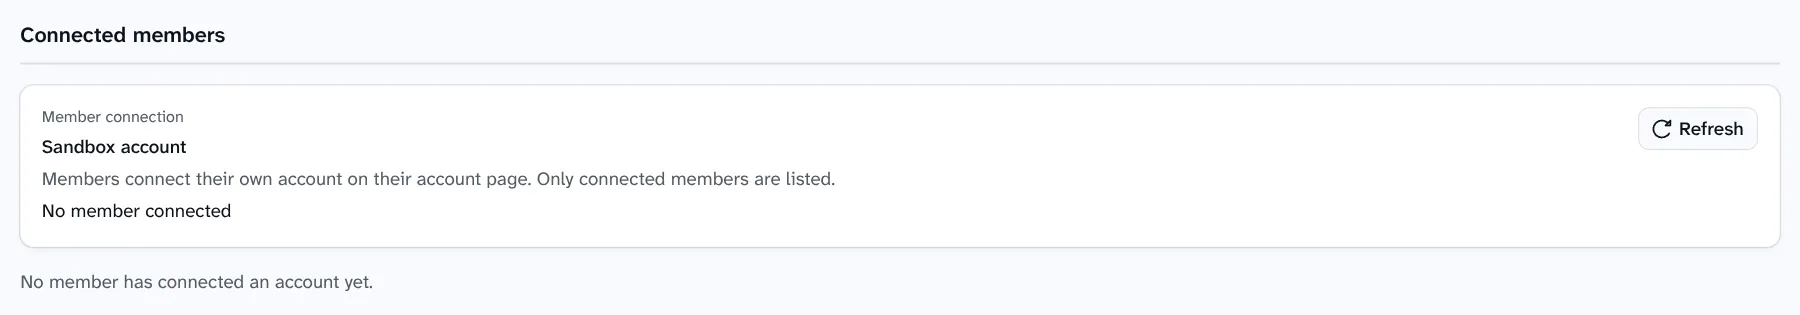 Connected members
Member connection
Refresh
Sandbox account
Members connect their own account on their account page. Only connected members are listed.
No member connected
No member has connected an account yet.